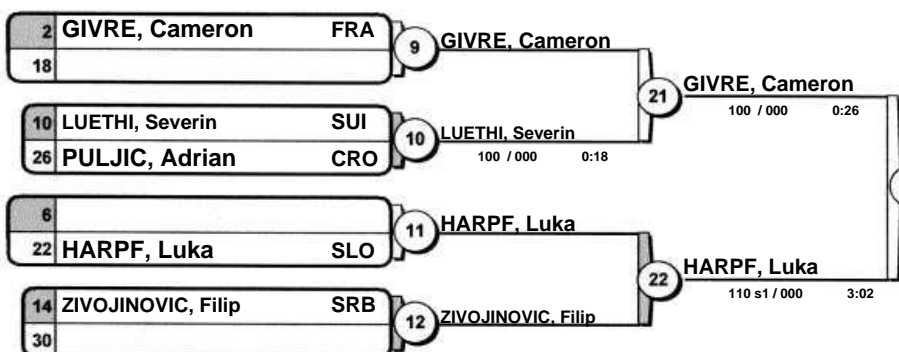 2 GIVRE, Cameron FRA
18
9 GIVRE, Cameron
10 LUETHI, Severin SUI
26 PULJIC, Adrian CRO
10 LUETHI, Severin
100 / 000 0:18
21 GIVRE, Cameron
100 / 000 0:26
6
22 HARPF, Luka SLO
11 HARPF, Luka
14 ZIVOJINOVIC, Filip SRB
30
12 ZIVOJINOVIC, Filip
22 HARPF, Luka
110 s1 / 000 3:02